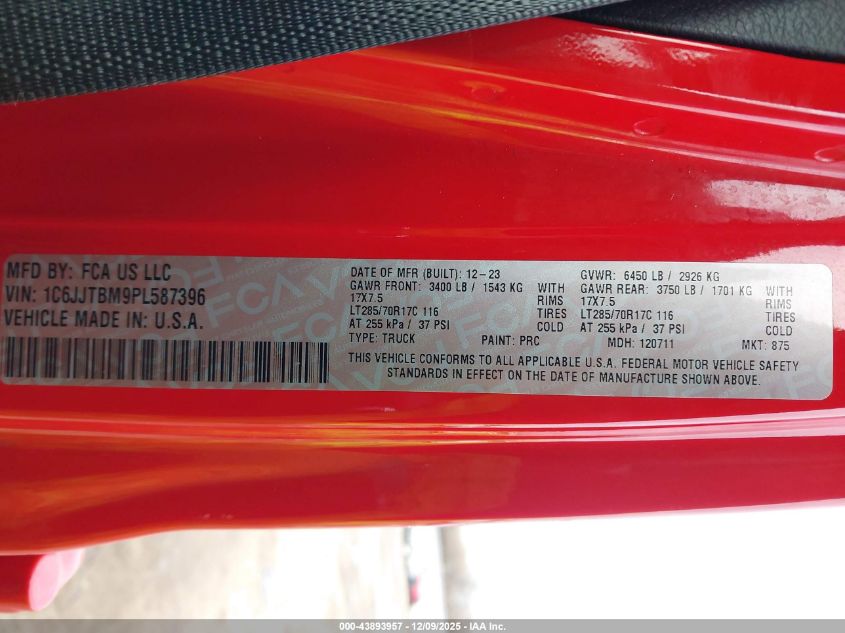 MFD BY: FCA US LLC
VIN: 1C6JJTBM9PL587396
VEHICLE MADE IN: U.S.A.
DATE OF MFR (BUILT): 12-23 GVWR: 6450 LB / 2926 KG
GAWR FRONT: 3400 LB / 1543 KG WITH GAWR REAR: 3750 LB / 1701 KG WITH
17X7.5 RIMS 17X7.5 RIMS
LT285/70R17C 116 TIRES LT285/70R17C 116 TIRES
AT 255 kPa / 37 PSI COLD AT 255 kPa / 37 PSI COLD
TYPE: TRUCK PAINT: PRC MDH: 120711 MKT: 875
THIS VEHICLE CONFORMS TO ALL APPLICABLE U.S.A. FEDERAL MOTOR VEHICLE SAFETY
STANDARDS IN EFFECT ON THE DATE OF MANUFACTURE SHOWN ABOVE.
000-43893957 - 12/09/2025 - IAA Inc.